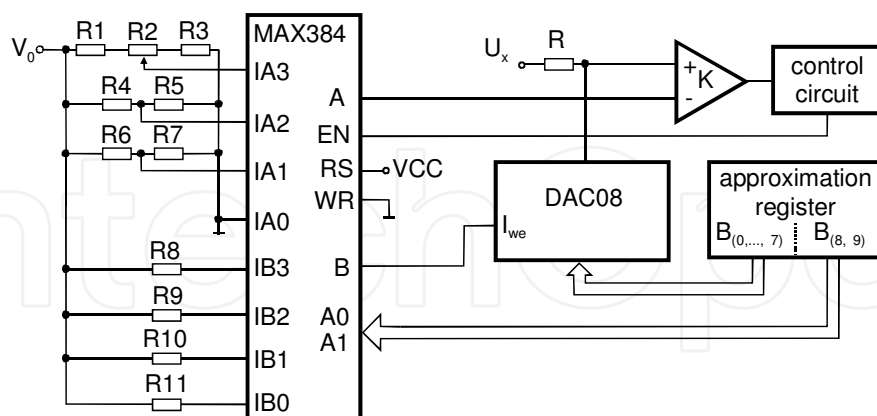 MAX384
V0
R1
R2
R3
IA3
R4
R5
IA2
R6
R7
IA1
IA0
R8
IB3
R9
IB2
R10
IB1
R11
IB0
A
EN
RS
VCC
WR
B
A0
A1
Ux
R
+
K
-
control
circuit
DAC08
Iwe
approximation
register
B(0,..., 7)
B(8, 9)
ntechope